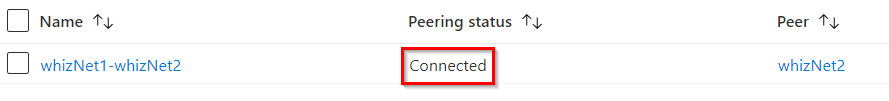 Name ↑↓ Peering status ↑↓ Peer ↑↓
whizNet1-whizNet2 Connected whizNet2